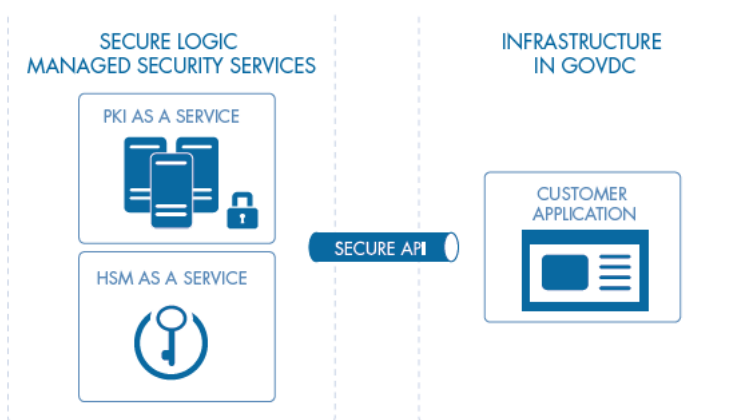 SECURE LOGIC
MANAGED SECURITY SERVICES
PKI AS A SERVICE
HSM AS A SERVICE
SECURE API
INFRASTRUCTURE
IN GOVDC
CUSTOMER
APPLICATION